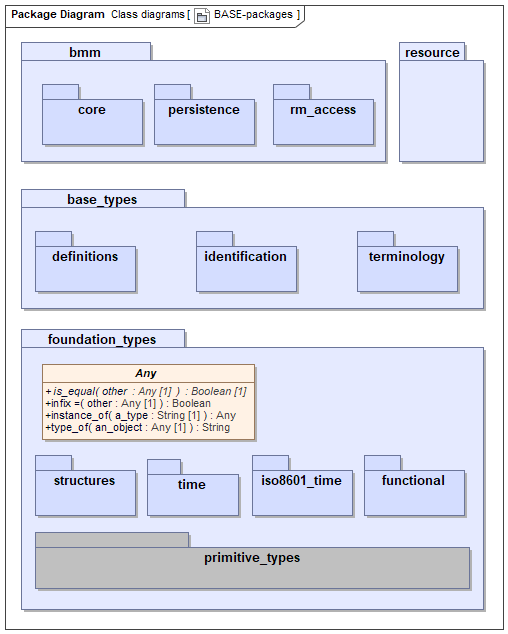 Package Diagram Class diagrams [ BASE-packages ]
bmm
resource
core
persistence
rm_access
base_types
definitions
identification
terminology
foundation_types
Any
+ is_equal( other : Any [1] ) : Boolean [1]
+infix =( other : Any [1] ) : Boolean
+instance_of( a_type : String [1] ) : Any
+type_of( an_object : Any [1] ) : String
structures
time
iso8601_time
functional
primitive_types